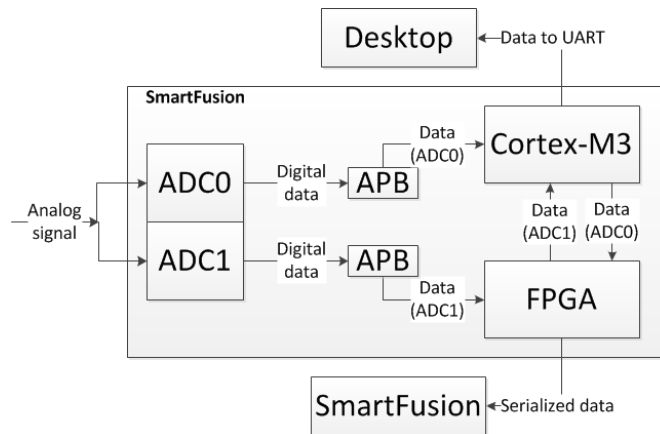 Desktop
Data to UART
SmartFusion
Data
(ADC0)
Cortex-M3
ADC0
Digital
data
APB
Analog
signal
Data
(ADC1)
Data
(ADC0)
ADC1
Digital
data
APB
Data
(ADC1)
FPGA
SmartFusion
Serialized data